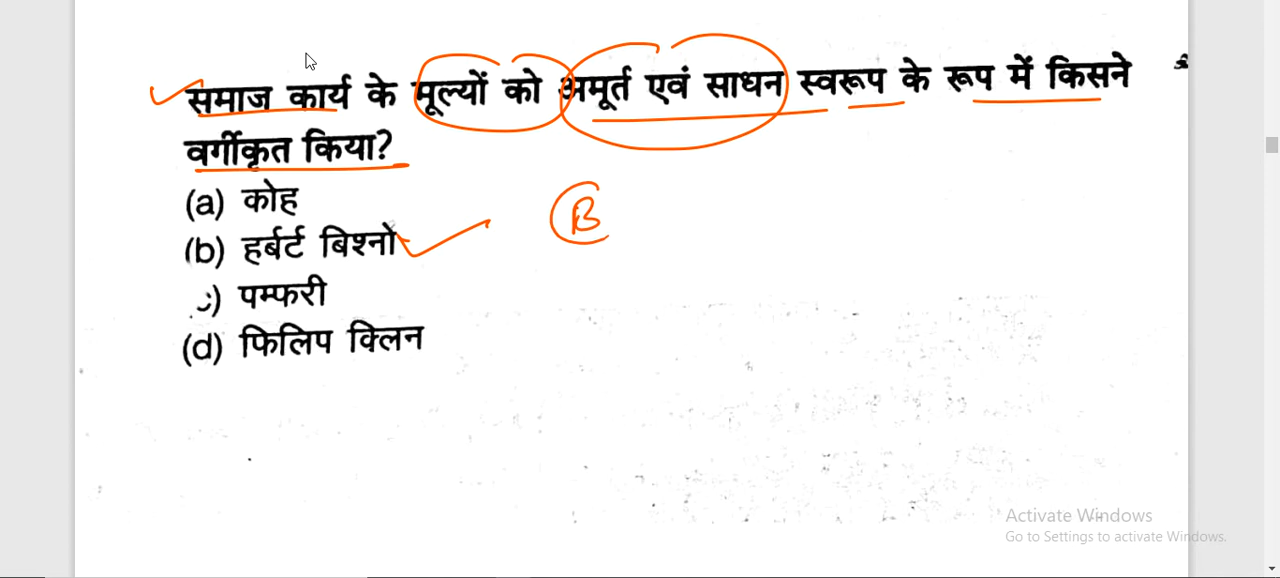 समाज कार्य के मूल्यों को अमूर्त एवं साधन स्वरूप के रूप में किसने
वर्गीकृत किया?
(a) कोह
(b) हर्बर्ट बिश्नो
B
) पम्फरी
(d) फिलिप क्लिन
Activate Windows
Go to Settings to activate Windows.